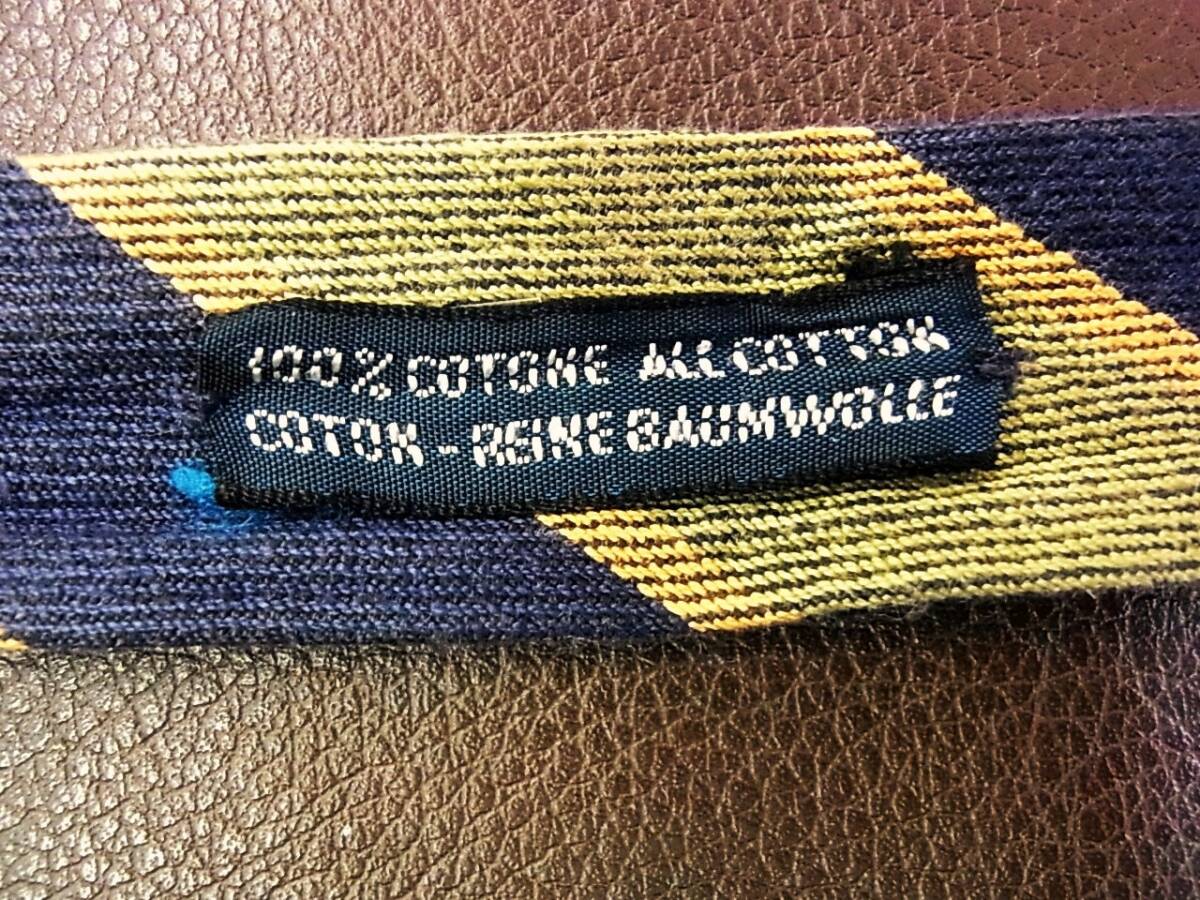 100% COTONE ALL COTTON
COTON - REINE BAUMWOLLE